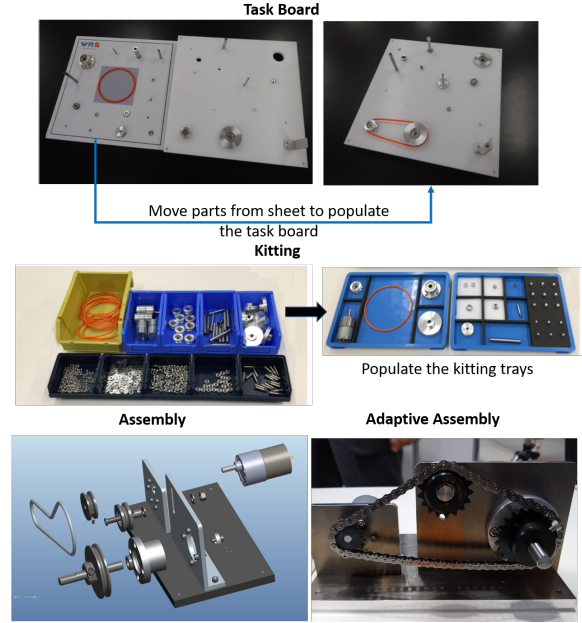 Task Board
WRS
Move parts from sheet to populate
the task board
Kitting
Populate the kitting trays
Assembly
Adaptive Assembly